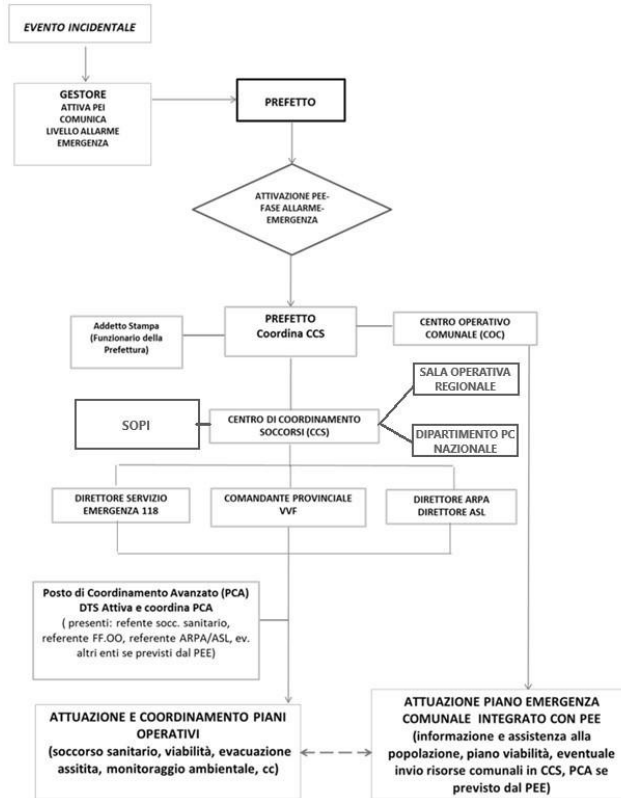 EVENTO INCIDENTALE
GESTORE
ATTIVA PEI
COMUNICA
LIVELLO ALLARME
EMERGENZA
PREFETTO
ATTIVAZIONE PEE-
FASE ALLARME-
EMERGENZA
Addetto Stampa
(Funzionario della
Prefettura)
PREFETTO
Coordina CCS
CENTRO OPERATIVO
COMUNALE (COC)
SALA OPERATIVA
REGIONALE
SOPI
CENTRO DI COORDINAMENTO
SOCCORSI (CCS)
DIPARTIMENTO PC
NAZIONALE
DIRETTORE SERVIZIO
EMERGENZA 118
COMANDANTE PROVINCIALE
VVF
DIRETTORE ARPA
DIRETTORE ASL
Posto di Coordinamento Avanzato (PCA)
DTS Attiva e coordina PCA
( presenti: refente socc. sanitario,
referente FF.OO, referente ARPA/ASL, ev.
altri enti se previsti dal PEE)
ATTUAZIONE E COORDINAMENTO PIANI
OPERATIVI
(soccorso sanitario, viabilità, evacuazione
assitita, monitoraggio ambientale, cc)
ATTUAZIONE PIANO EMERGENZA
COMUNALE INTEGRATO CON PEE
(informazione e assistenza alla
popolazione, piano viabilità, eventuale
invio risorse comunali in CCS, PCA se
previsto dal PEE)